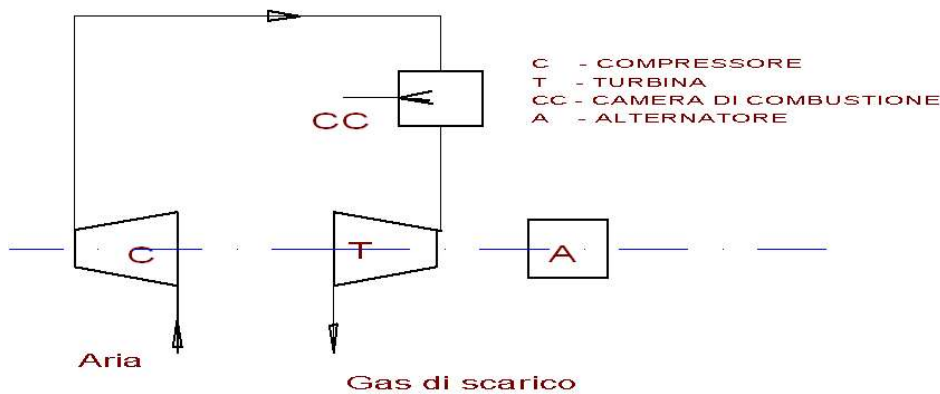 C - COMPRESSORE
T - TURBINA
CC - CAMERA DI COMBUSTIONE
A - ALTERNATORE
CC
C
T
A
Aria
Gas di scarico